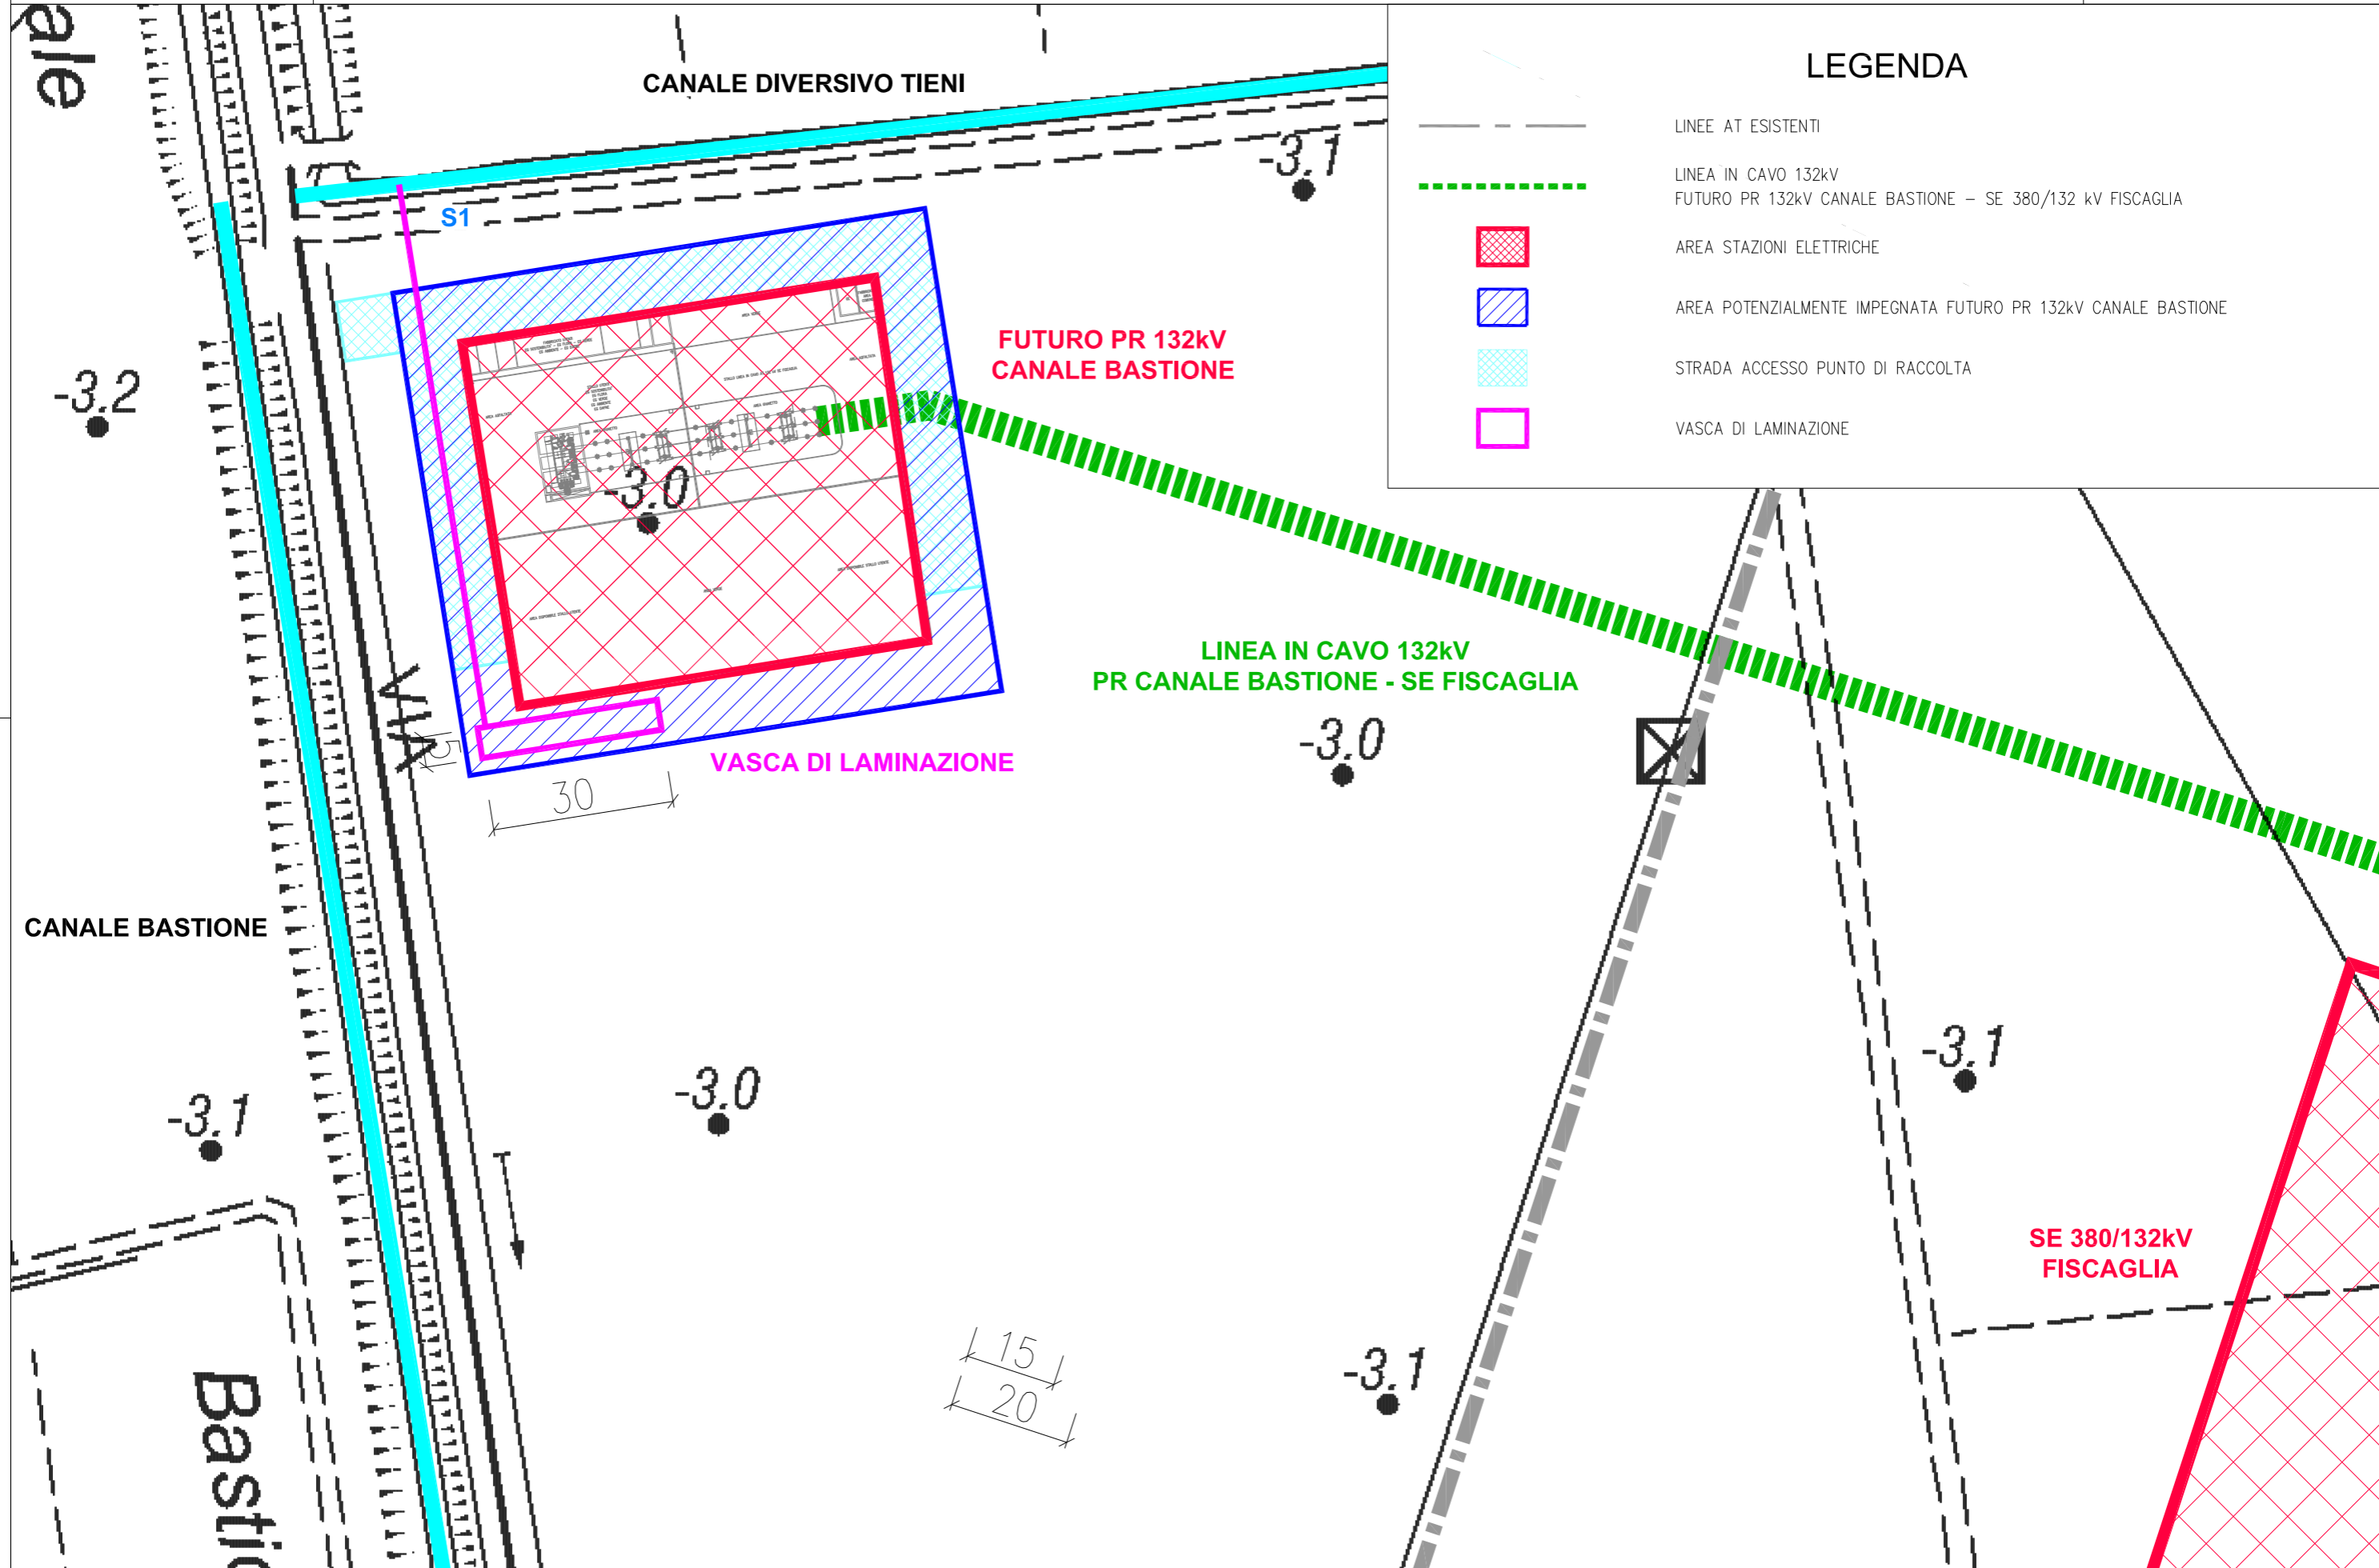 ale
CANALE DIVERSIVO TIENI
LEGENDA
LINEE AT ESISTENTI
LINEA IN CAVO 132kV
FUTURO PR 132kV CANALE BASTIONE – SE 380/132 kV FISCAGLIA
AREA STAZIONI ELETTRICHE
AREA POTENZIALMENTE IMPEGNATA FUTURO PR 132kV CANALE BASTIONE
STRADA ACCESSO PUNTO DI RACCOLTA
VASCA DI LAMINAZIONE
-3.1
S1
FUTURO PR 132kV
CANALE BASTIONE
-3.2
-3.0
LINEA IN CAVO 132kV
PR CANALE BASTIONE - SE FISCAGLIA
VIA
-3.0
5
VASCA DI LAMINAZIONE
30
CANALE BASTIONE
-3.1
-3.0
-3.1
SE 380/132kV
FISCAGLIA
15
20
-3.1
Bastio